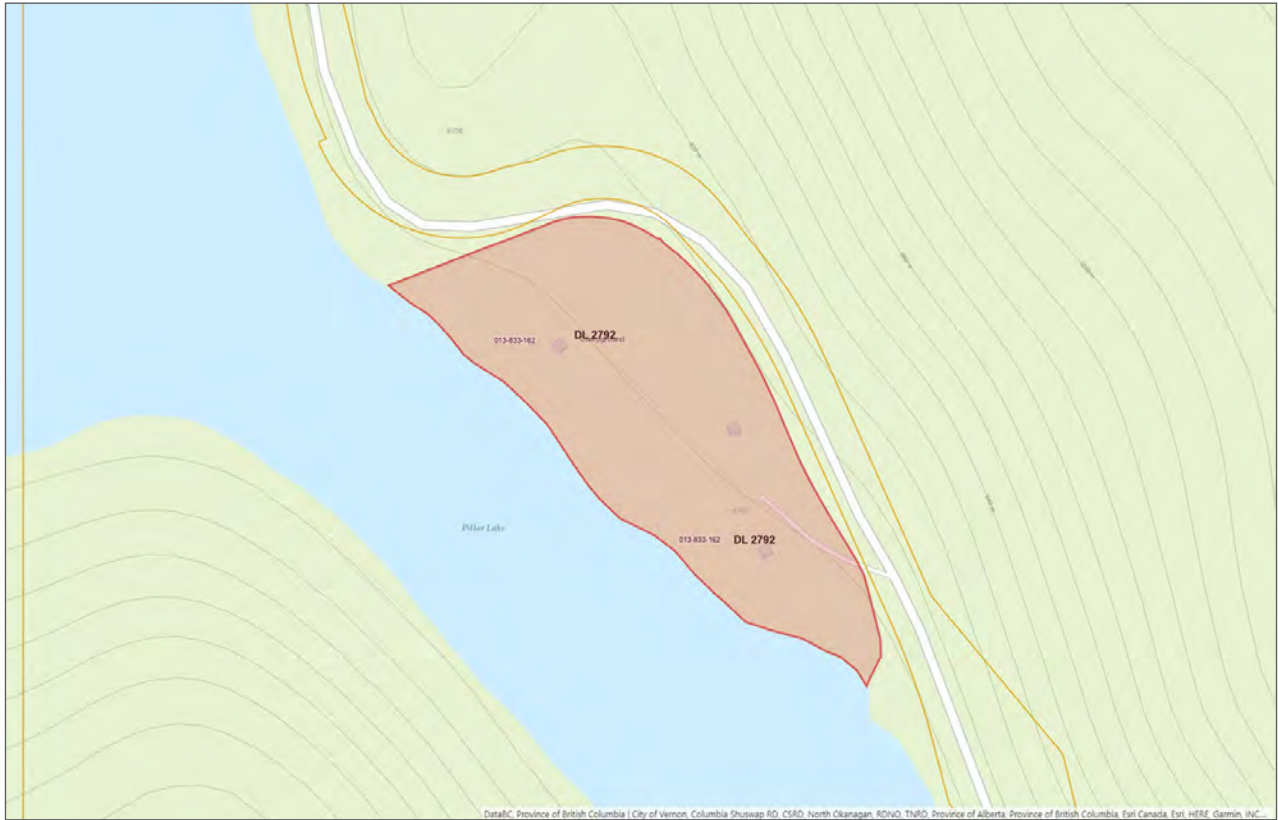 DL 2792
013-833-162
Pillar Lake
013-833-162
DL 2792
DataBC, Province of British Columbia | City of Vernon, Columbia Shuswap RD, CSRD, North Okanagan, RDNO, TNRD, Province of Alberta, Province of British Columbia, Esri Canada, Esri, HERE, Garmin, INC...